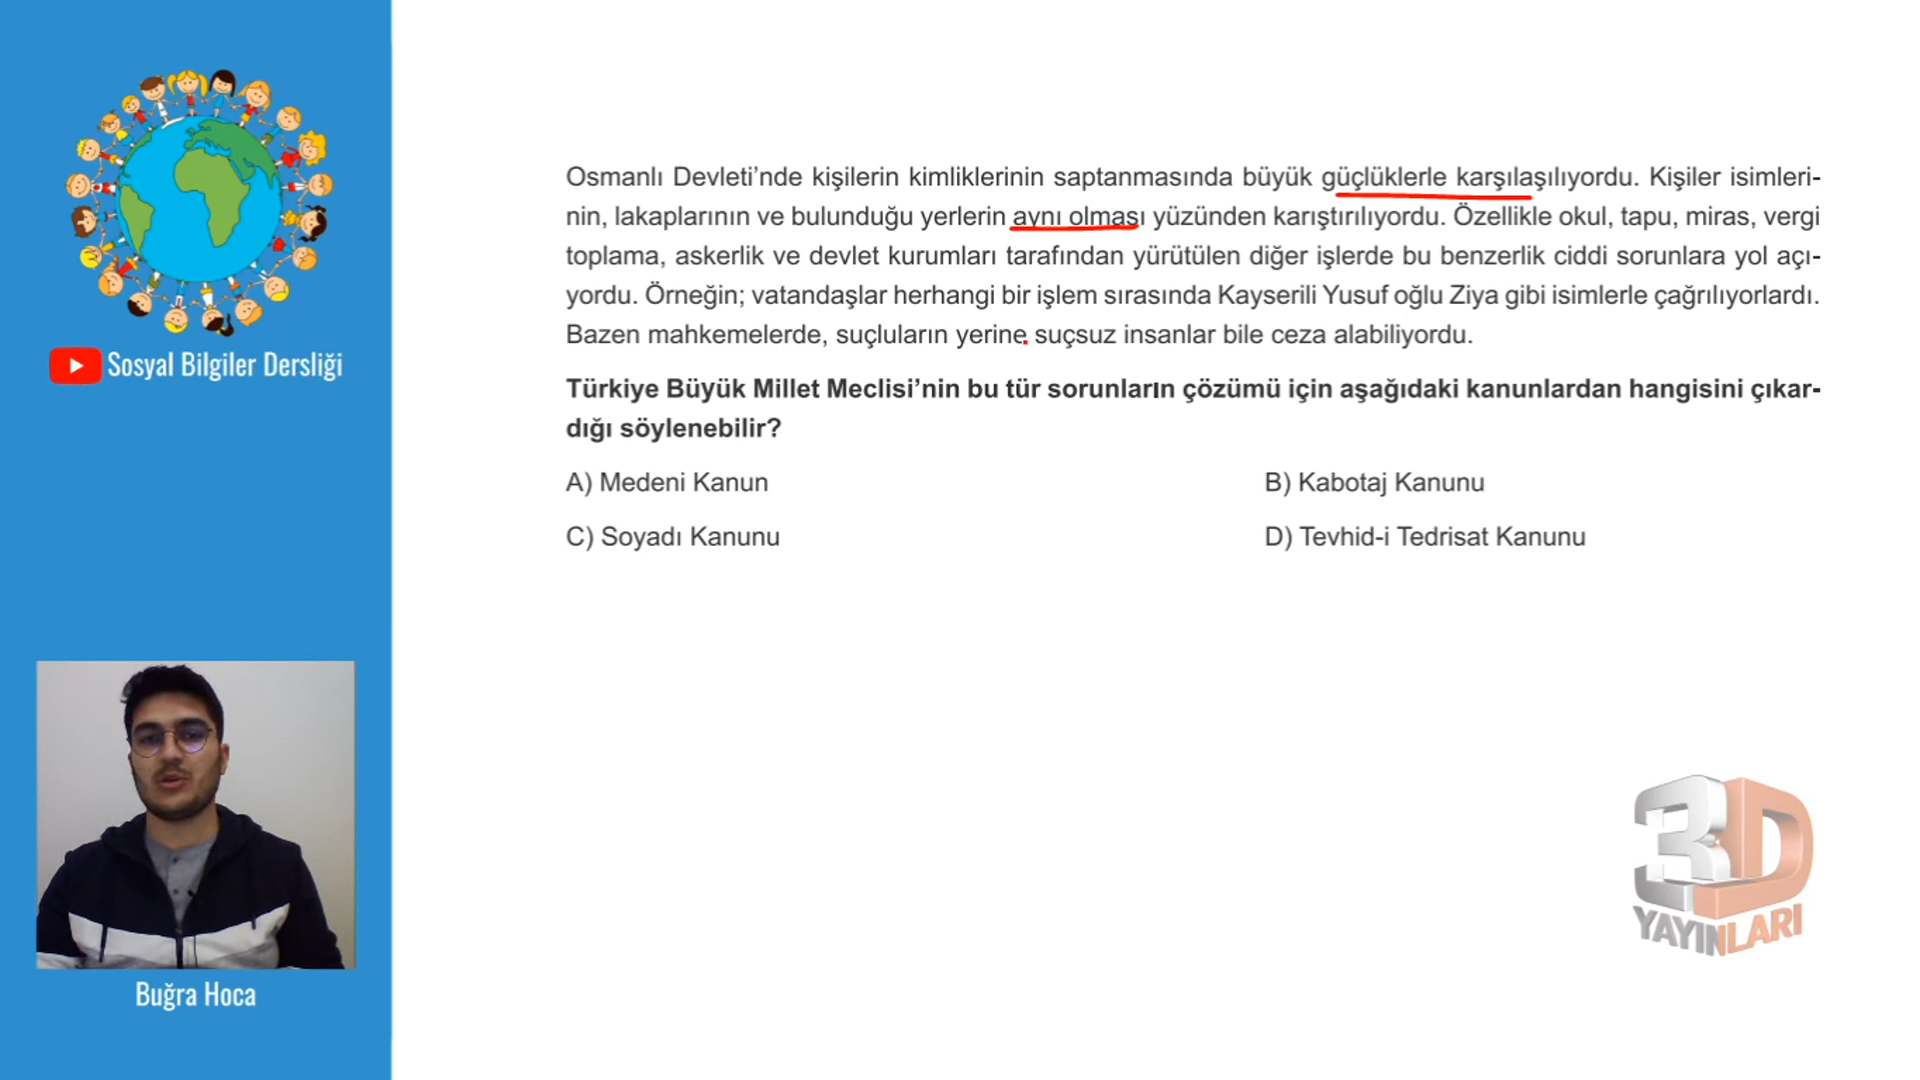 Osmanlı Devleti’nde kişilerin kimliklerinin saptanmasında büyük güçlüklerle karşılaşılıyordu. Kişiler isimleri-
nin, lakaplarının ve bulunduğu yerlerin aynı olması yüzünden karıştırılıyordu. Özellikle okul, tapu, miras, vergi
toplama, askerlik ve devlet kurumları tarafından yürütülen diğer işlerde bu benzerlik ciddi sorunlara yol açı-
yordu. Örneğin; vatandaşlar herhangi bir işlem sırasında Kayserili Yusuf oğlu Ziya gibi isimlerle çağrılıyorlardı.
Bazen mahkemelerde, suçluların yerine suçsuz insanlar bile ceza alabiliyordu.
Türkiye Büyük Millet Meclisi’nin bu tür sorunların çözümü için aşağıdaki kanunlardan hangisini çıkar-
dığı söylenebilir?
A) Medeni Kanun
B) Kabotaj Kanunu
C) Soyadı Kanunu
D) Tevhid-i Tedrisat Kanunu
Sosyal Bilgiler Dersliği
Buğra Hoca
3D
YAYINLARI